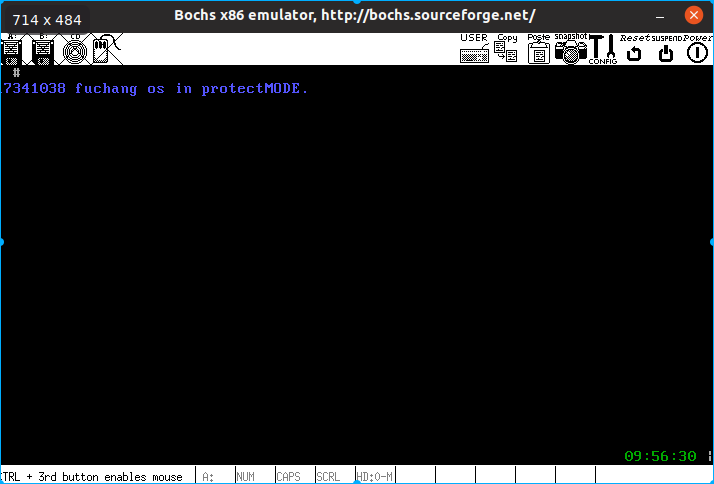 714 x 484
Bochs x86 emulator, http://bochs.sourceforge.net/
A: B: CD USER Copy Paste snapshot CONFIG Reset SUSPEND Power
#
7341038 fuchang os in protectMODE.
09:56:30
CTRL + 3rd button enables mouse A: NUM CAPS SCRL HD:0-M